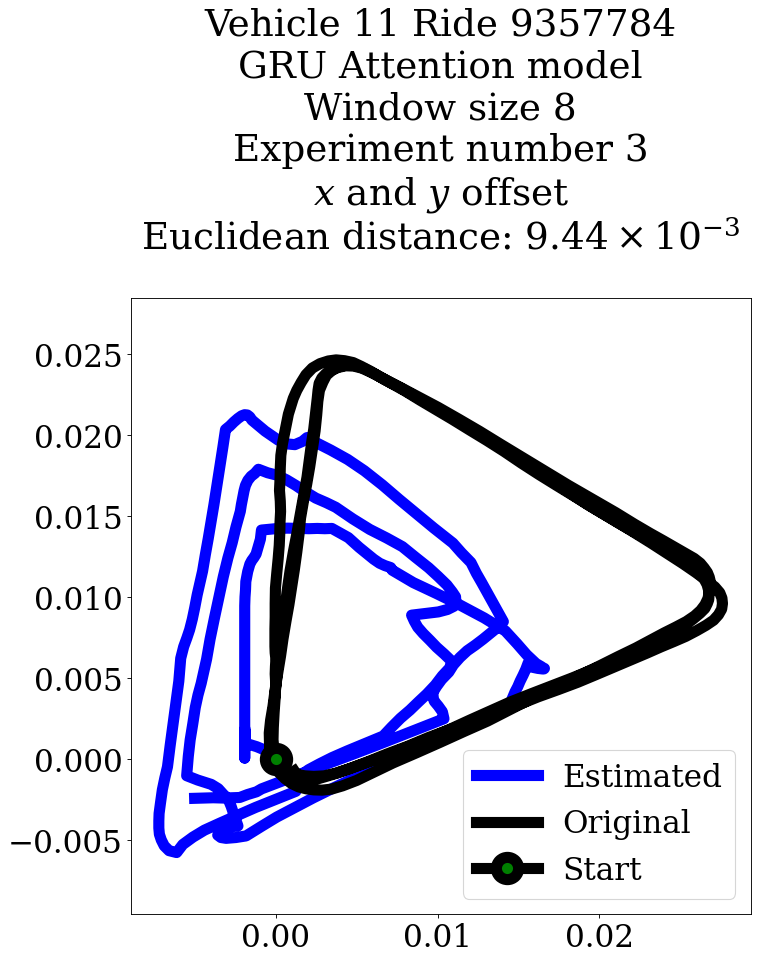 Vehicle 11 Ride 9357784
GRU Attention model
Window size 8
Experiment number 3
x and y offset
Euclidean distance: 9.44 × 10⁻³
0.025
0.020
0.015
0.010
0.005
0.000
−0.005
Estimated
Original
Start
0.00 0.01 0.02